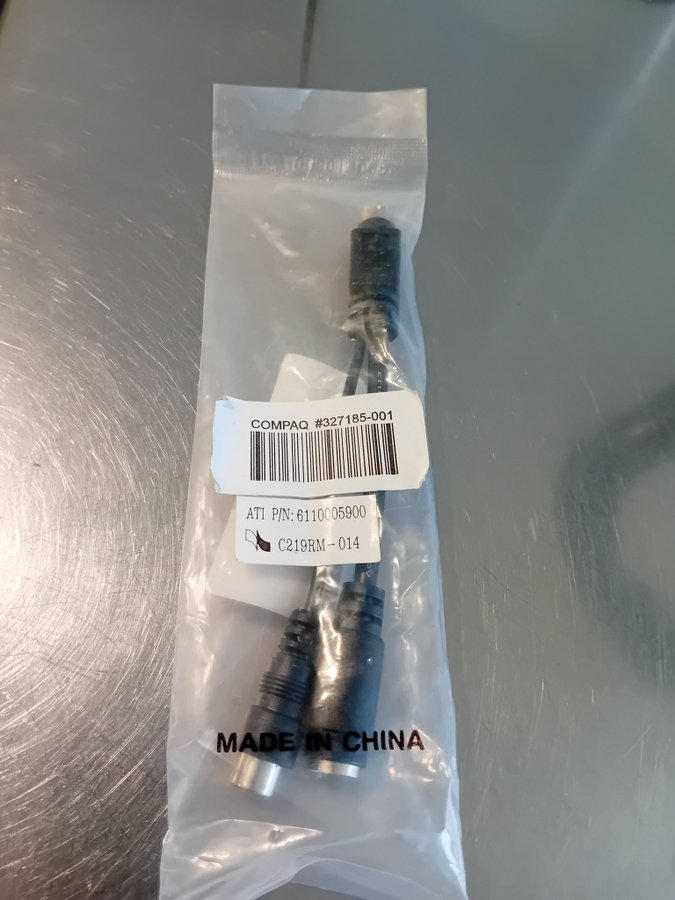 COMPAQ #327185-001
ATI P/N: 6110005900
C219RM-014
MADE IN CHINA